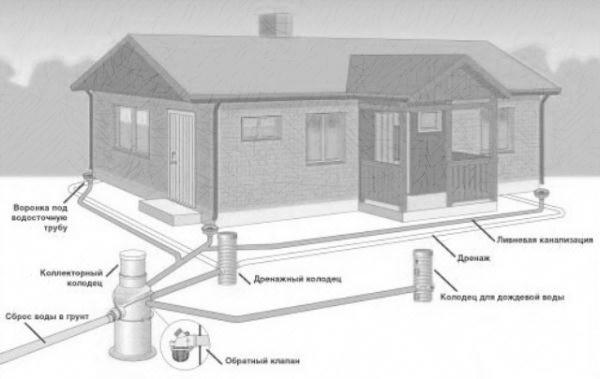 Воронка под
водосточную
трубу
Ливневая канализация
Дренаж
Коллекторный
колодец
Дренажный колодец
Колодец для дождевой воды
Сброс воды в грунт
Обратный клапан